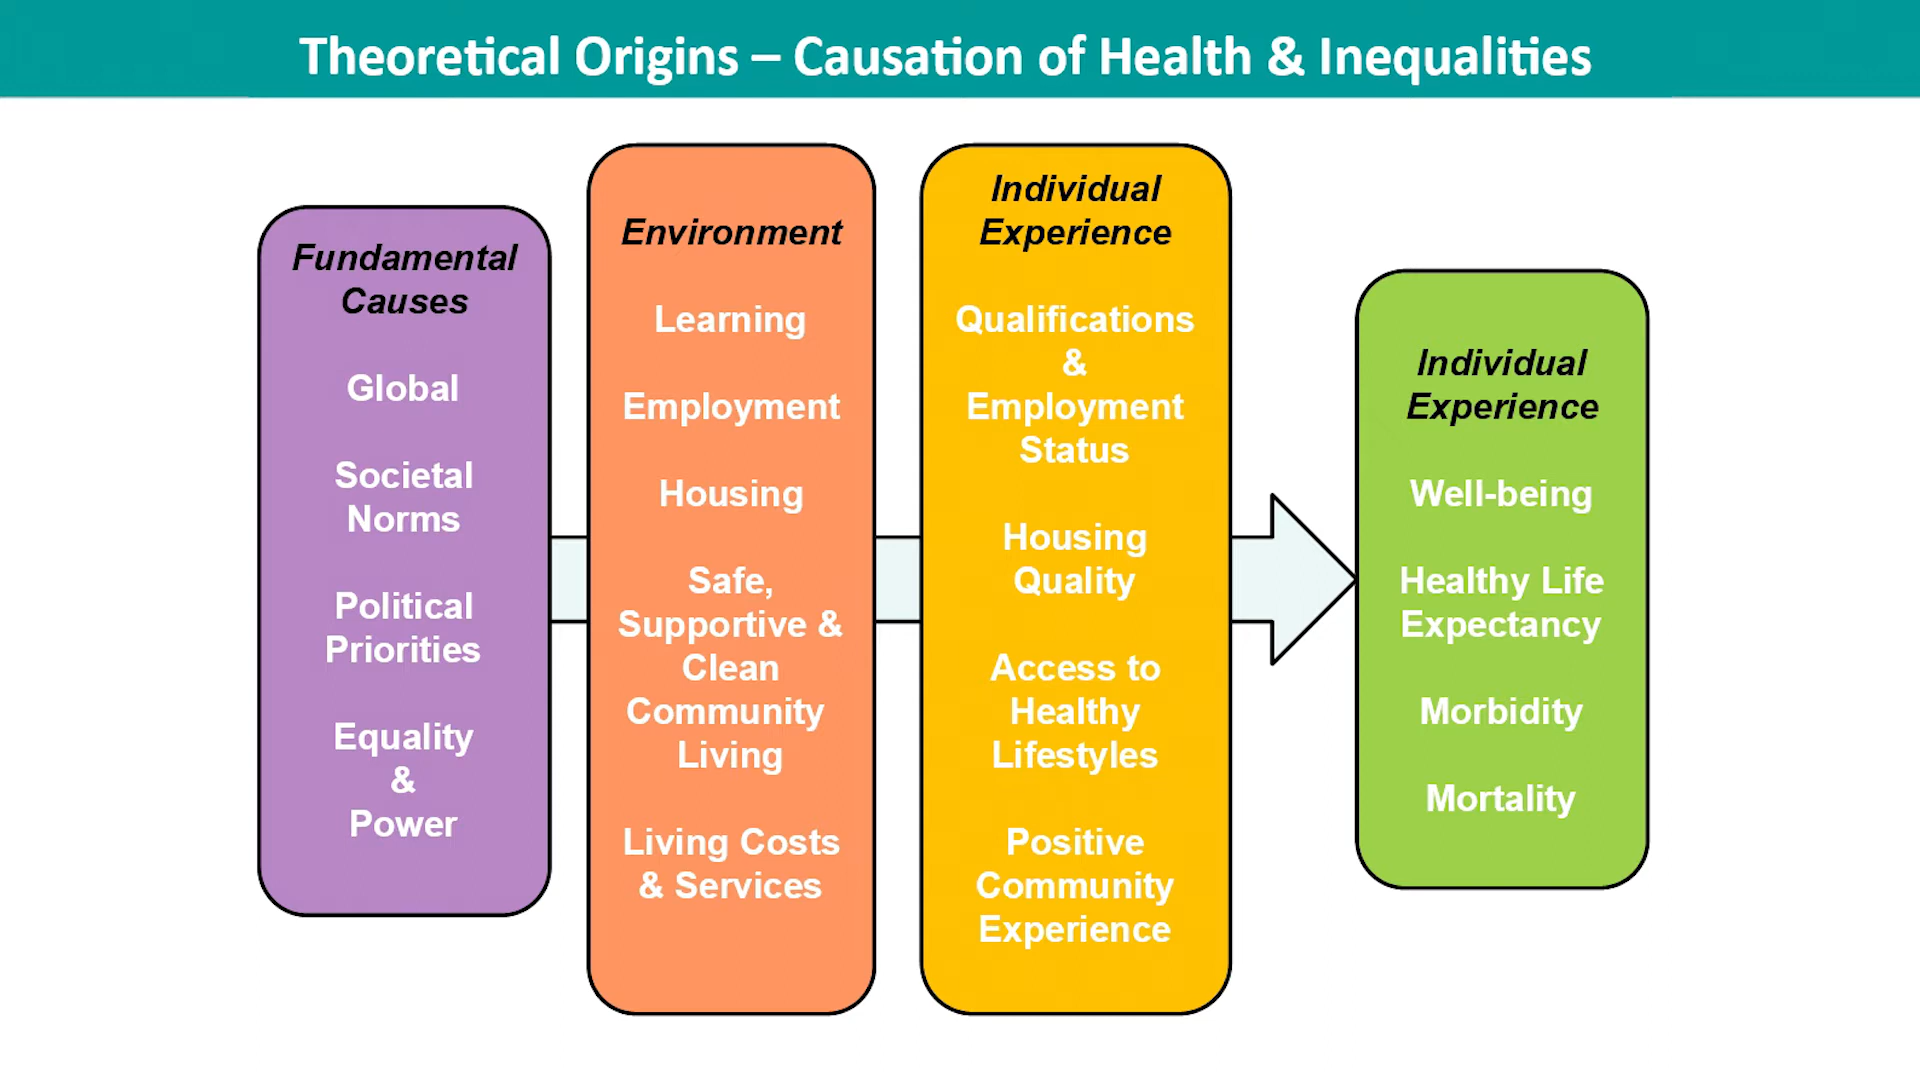 Theoretical Origins – Causation of Health & Inequalities
Fundamental
Causes
Global
Societal
Norms
Political
Priorities
Equality
&
Power
Environment
Learning
Employment
Housing
Safe,
Supportive &
Clean
Community
Living
Living Costs
& Services
Individual
Experience
Qualifications
&
Employment
Status
Housing
Quality
Access to
Healthy
Lifestyles
Positive
Community
Experience
Individual
Experience
Well-being
Healthy Life
Expectancy
Morbidity
Mortality